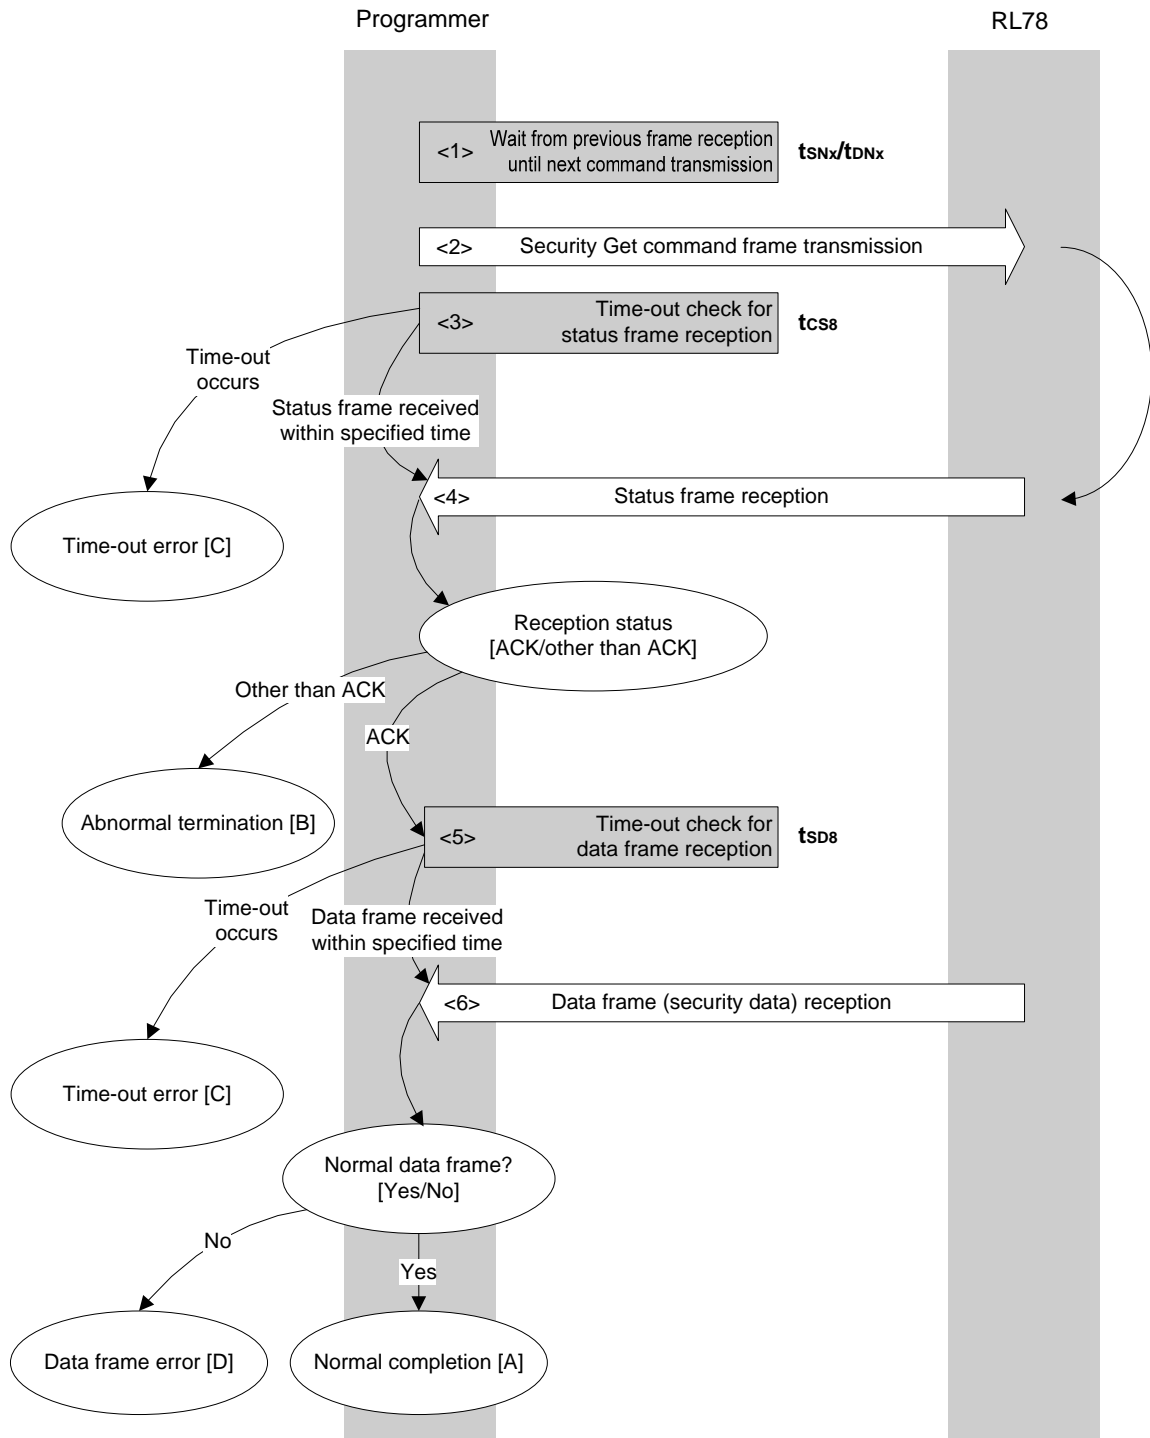 Programmer
RL78
<1> Wait from previous frame reception
until next command transmission
tSNx/tDNx
<2> Security Get command frame transmission
<3> Time-out check for
status frame reception
tCS8
Time-out
occurs
Status frame received
within specified time
<4> Status frame reception
Time-out error [C]
Reception status
[ACK/other than ACK]
Other than ACK
ACK
Abnormal termination [B]
<5> Time-out check for
data frame reception
tSD8
Time-out
occurs
Data frame received
within specified time
<6> Data frame (security data) reception
Time-out error [C]
Normal data frame?
[Yes/No]
No
Yes
Data frame error [D]
Normal completion [A]